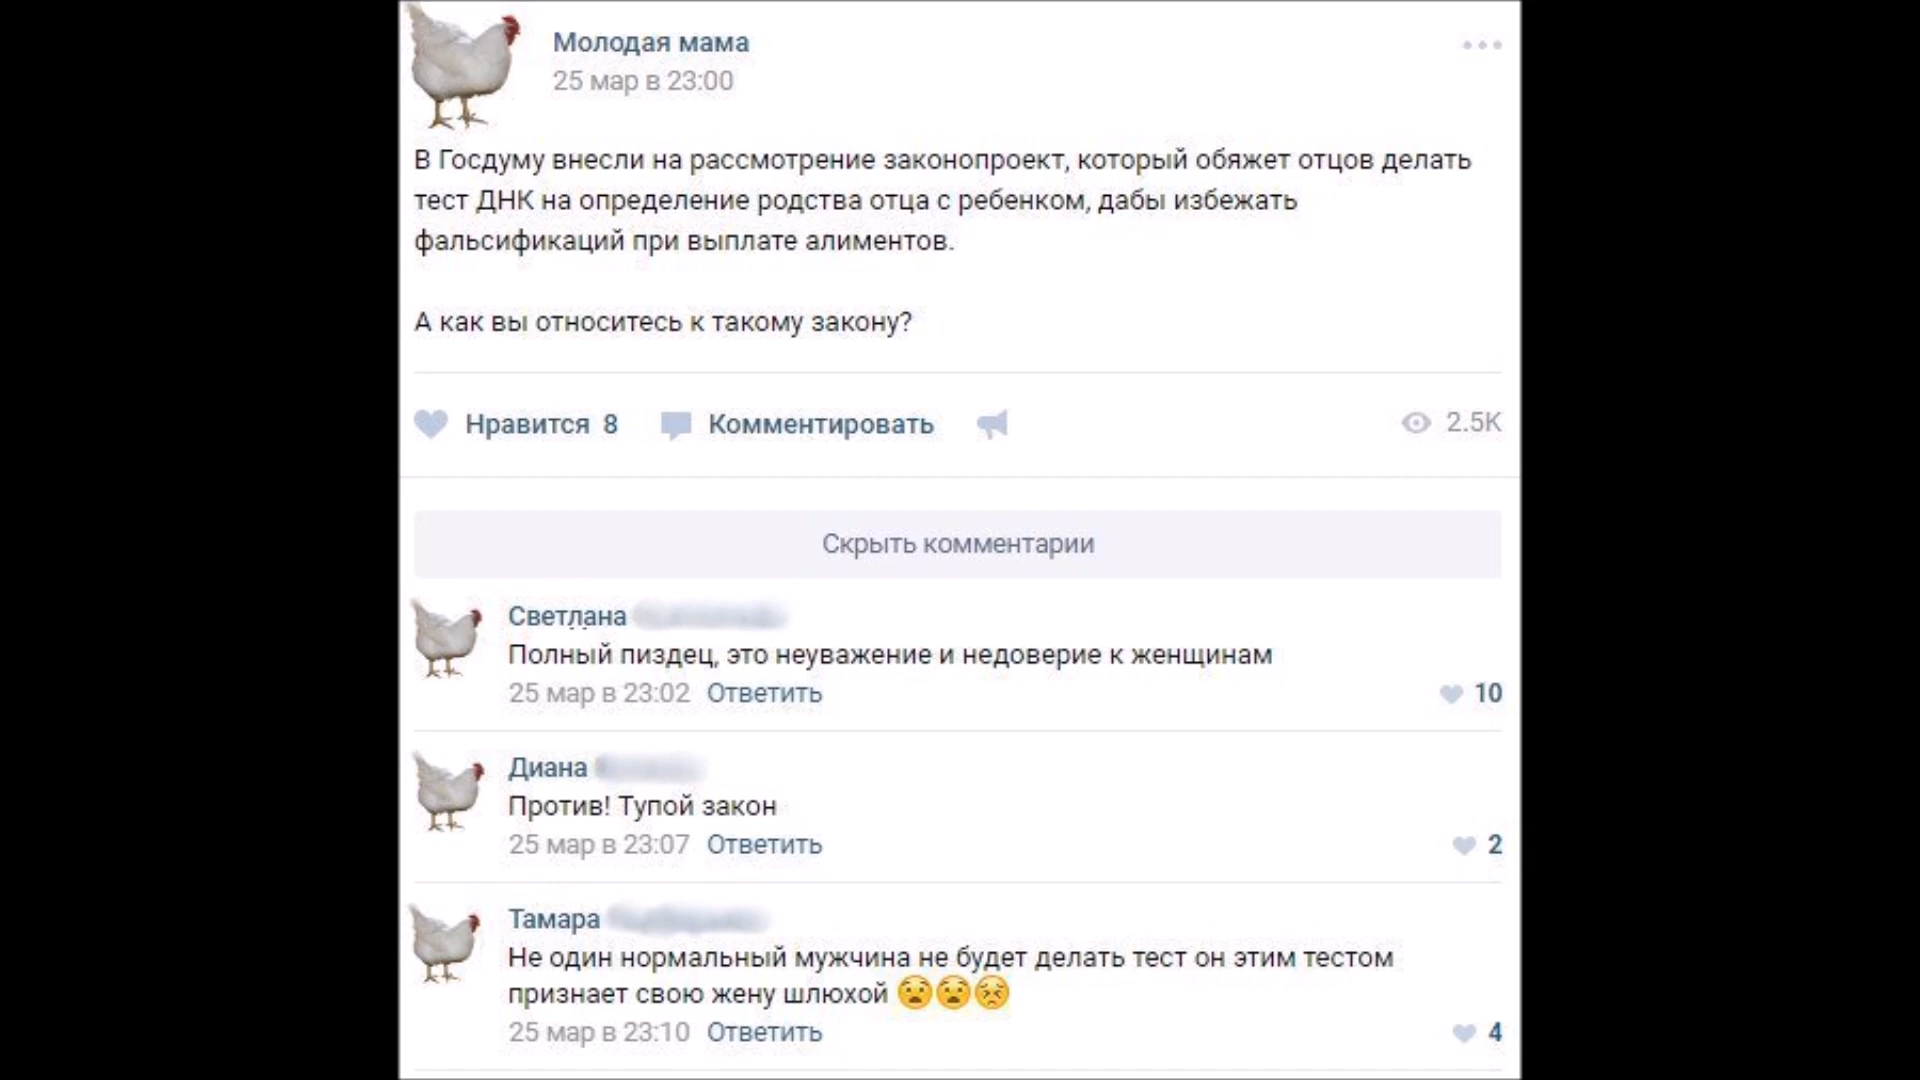 Молодая мама
25 мар в 23:00
В Госдуму внесли на рассмотрение законопроект, который обяжет отцов делать
тест ДНК на определение родства отца с ребенком, дабы избежать
фальсификаций при выплате алиментов.
А как вы относитесь к такому закону?
Нравится 8 Комментировать 2.5K
Скрыть комментарии
Светлана
Полный пиздец, это неуважение и недоверие к женщинам
25 мар в 23:02 Ответить 10
Диана
Против! Тупой закон
25 мар в 23:07 Ответить 2
Тамара
Не один нормальный мужчина не будет делать тест он этим тестом
признает свою жену шлюхой 😧😧😣
25 мар в 23:10 Ответить 4